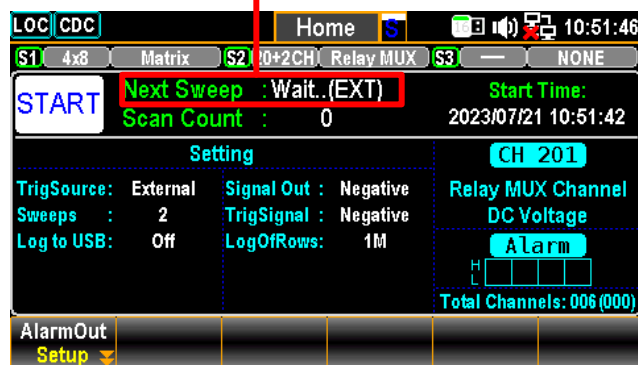 LOC CDC Home S 16 10:51:46
S1 4x8 Matrix S2 20+2CH Relay MUX S3 — NONE
START
Next Sweep : Wait..(EXT)
Scan Count : 0
Start Time:
2023/07/21 10:51:42
Setting
TrigSource: External Signal Out : Negative
Sweeps : 2 TrigSignal : Negative
Log to USB: Off LogOfRows: 1M
CH 201
Relay MUX Channel
DC Voltage
Alarm
H
L
Total Channels: 006 (000)
AlarmOut
Setup